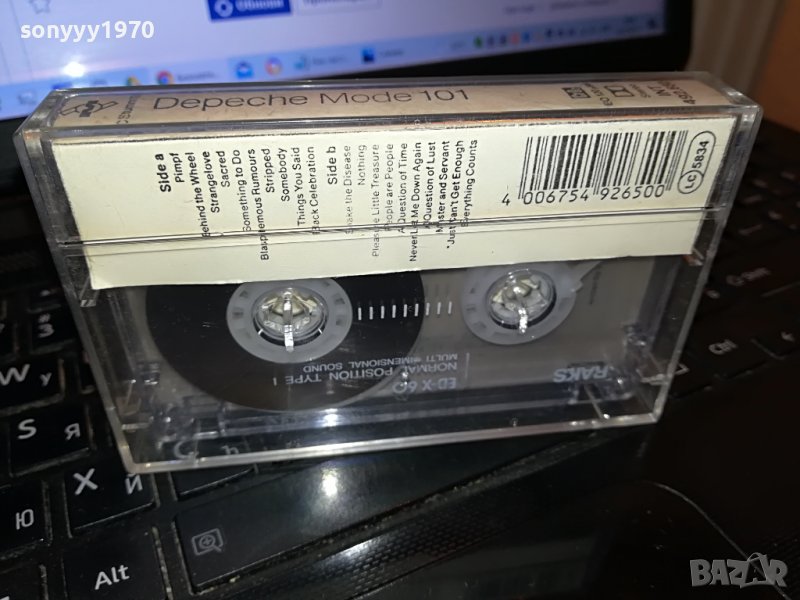 sonyyy1970
Depeche Mode 101
INT
Side a
Pimpf
Behind the Wheel
Strangelove
Sacred
Something to Do
Blasphemous Rumours
Stripped
Somebody
Things You Said
Black Celebration
Side b
Shake the Disease
Nothing
Pleasure Little Treasure
People are People
A Question of Time
Never Let Me Down Again
A Question of Lust
Master and Servant
*Just Can't Get Enough
Everything Counts
4 006754 926500
LC 5834
RAKS
ED-X 60
NORMAL POSITION TYPE I
MULTI DIMENSIONAL SOUND
W
S Я
X Й
Alt
BAZAR